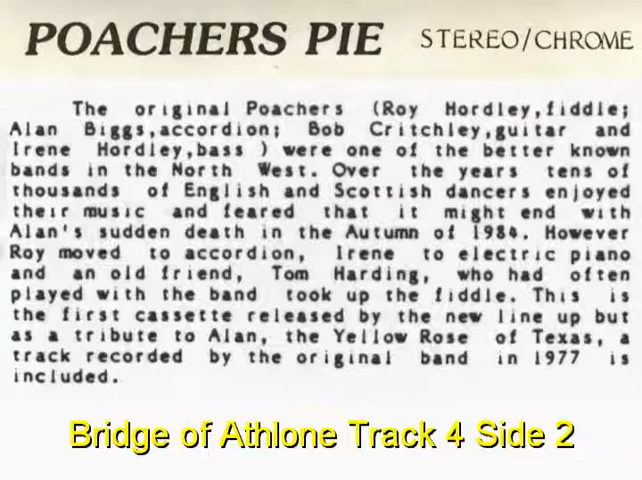 POACHERS PIE STEREO/CHROME
The original Poachers (Roy Hordley,fiddle;
Alan Biggs,accordion; Bob Critchley,guitar and
Irene Hordley,bass ) were one of the better known
bands in the North West. Over the years tens of
thousands of English and Scottish dancers enjoyed
their music and feared that it might end with
Alan's sudden death in the Autumn of 1984. However
Roy moved to accordion, Irene to electric piano
and an old friend, Tom Harding, who had often
played with the band took up the fiddle. This is
the first cassette released by the new line up but
as a tribute to Alan, the Yellow Rose of Texas, a
track recorded by the original band in 1977 is
included.
Bridge of Athlone Track 4 Side 2